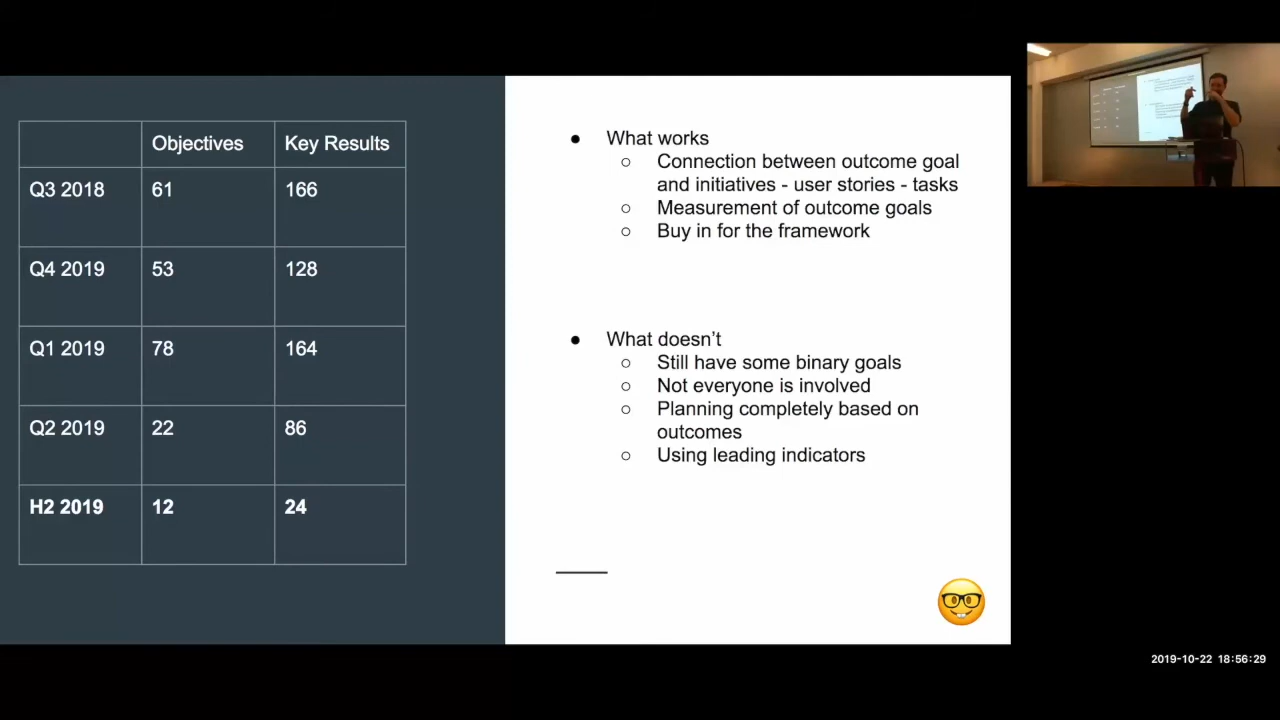 Objectives Key Results
Q3 2018 61 166
Q4 2019 53 128
Q1 2019 78 164
Q2 2019 22 86
H2 2019 12 24
● What works
○ Connection between outcome goal
and initiatives - user stories - tasks
○ Measurement of outcome goals
○ Buy in for the framework
● What doesn’t
○ Still have some binary goals
○ Not everyone is involved
○ Planning completely based on
outcomes
○ Using leading indicators
2019-10-22 18:56:29